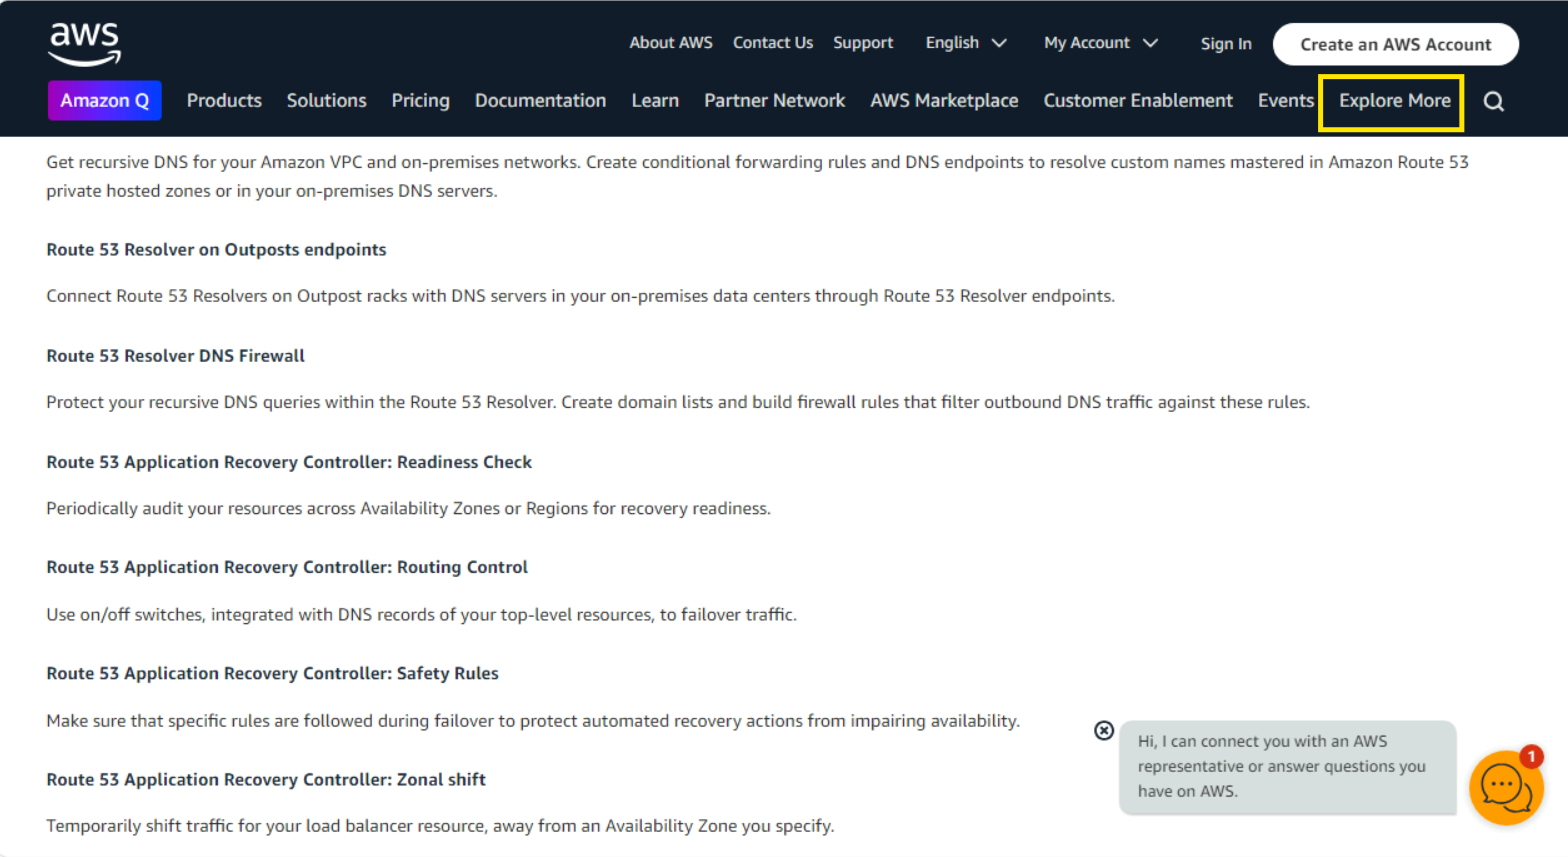 aws
About AWS Contact Us Support English My Account Sign In Create an AWS Account
Amazon Q Products Solutions Pricing Documentation Learn Partner Network AWS Marketplace Customer Enablement Events Explore More
Get recursive DNS for your Amazon VPC and on-premises networks. Create conditional forwarding rules and DNS endpoints to resolve custom names mastered in Amazon Route 53
private hosted zones or in your on-premises DNS servers.
Route 53 Resolver on Outposts endpoints
Connect Route 53 Resolvers on Outpost racks with DNS servers in your on-premises data centers through Route 53 Resolver endpoints.
Route 53 Resolver DNS Firewall
Protect your recursive DNS queries within the Route 53 Resolver. Create domain lists and build firewall rules that filter outbound DNS traffic against these rules.
Route 53 Application Recovery Controller: Readiness Check
Periodically audit your resources across Availability Zones or Regions for recovery readiness.
Route 53 Application Recovery Controller: Routing Control
Use on/off switches, integrated with DNS records of your top-level resources, to failover traffic.
Route 53 Application Recovery Controller: Safety Rules
Make sure that specific rules are followed during failover to protect automated recovery actions from impairing availability.
Route 53 Application Recovery Controller: Zonal shift
Temporarily shift traffic for your load balancer resource, away from an Availability Zone you specify.
Hi, I can connect you with an AWS
representative or answer questions you
have on AWS.
1